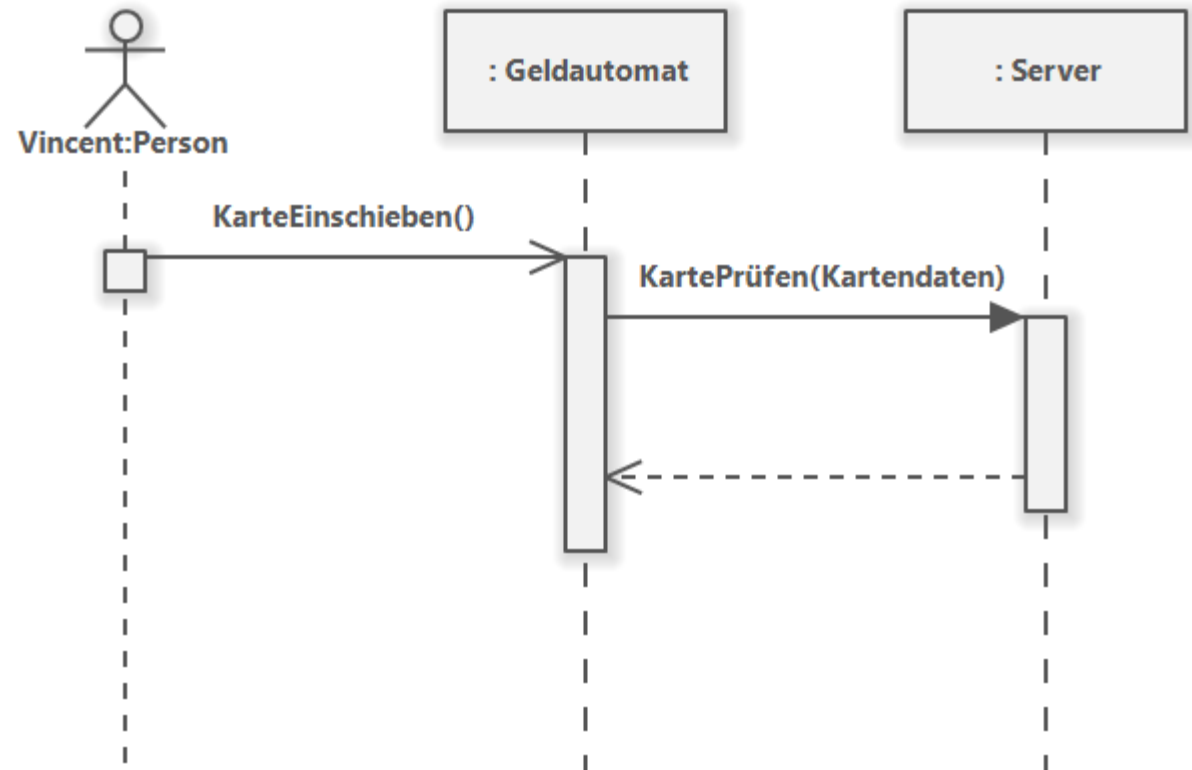 : Geldautomat
: Server
Vincent:Person
KarteEinschieben()
KartePrüfen(Kartendaten)